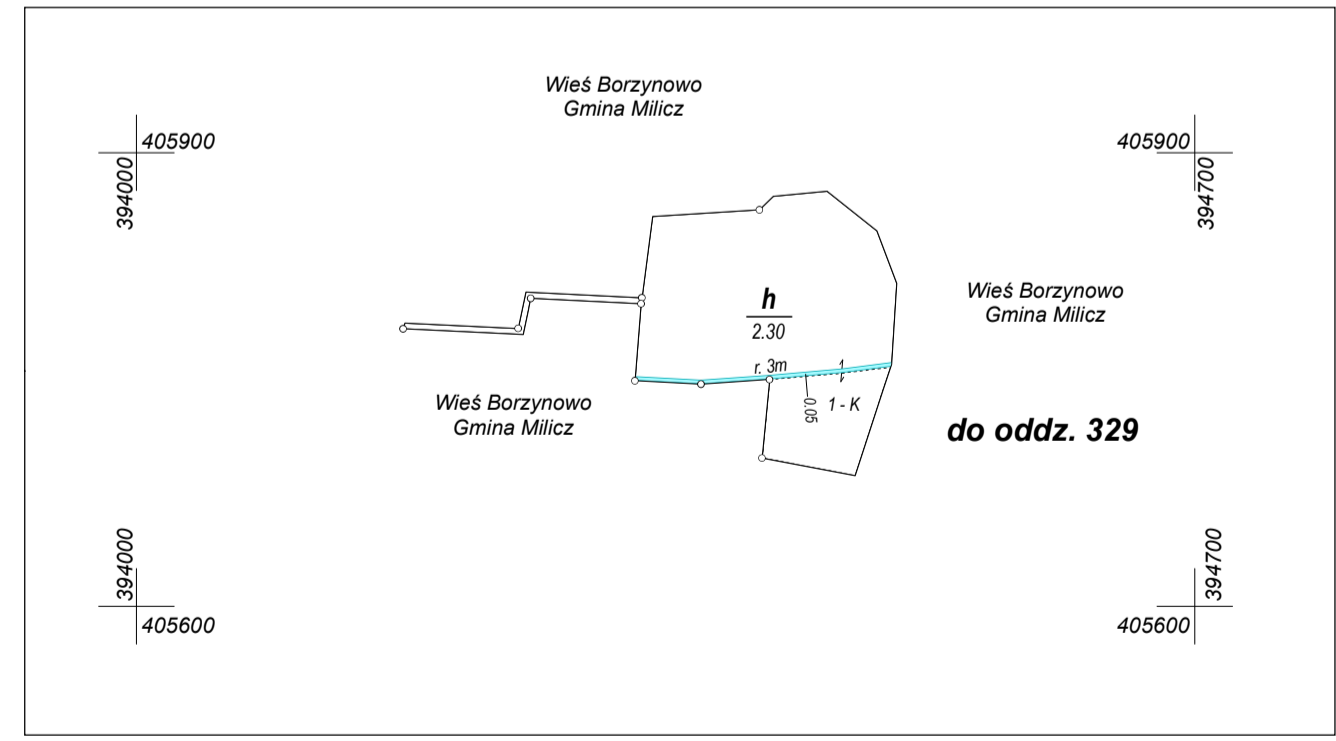 Wieś Borzynowo
Gmina Milicz
405900
394000
405900
394700
h
2.30
Wieś Borzynowo
Gmina Milicz
r. 3m
0.05
1 - K
Wieś Borzynowo
Gmina Milicz
do oddz. 329
394000
405600
394700
405600